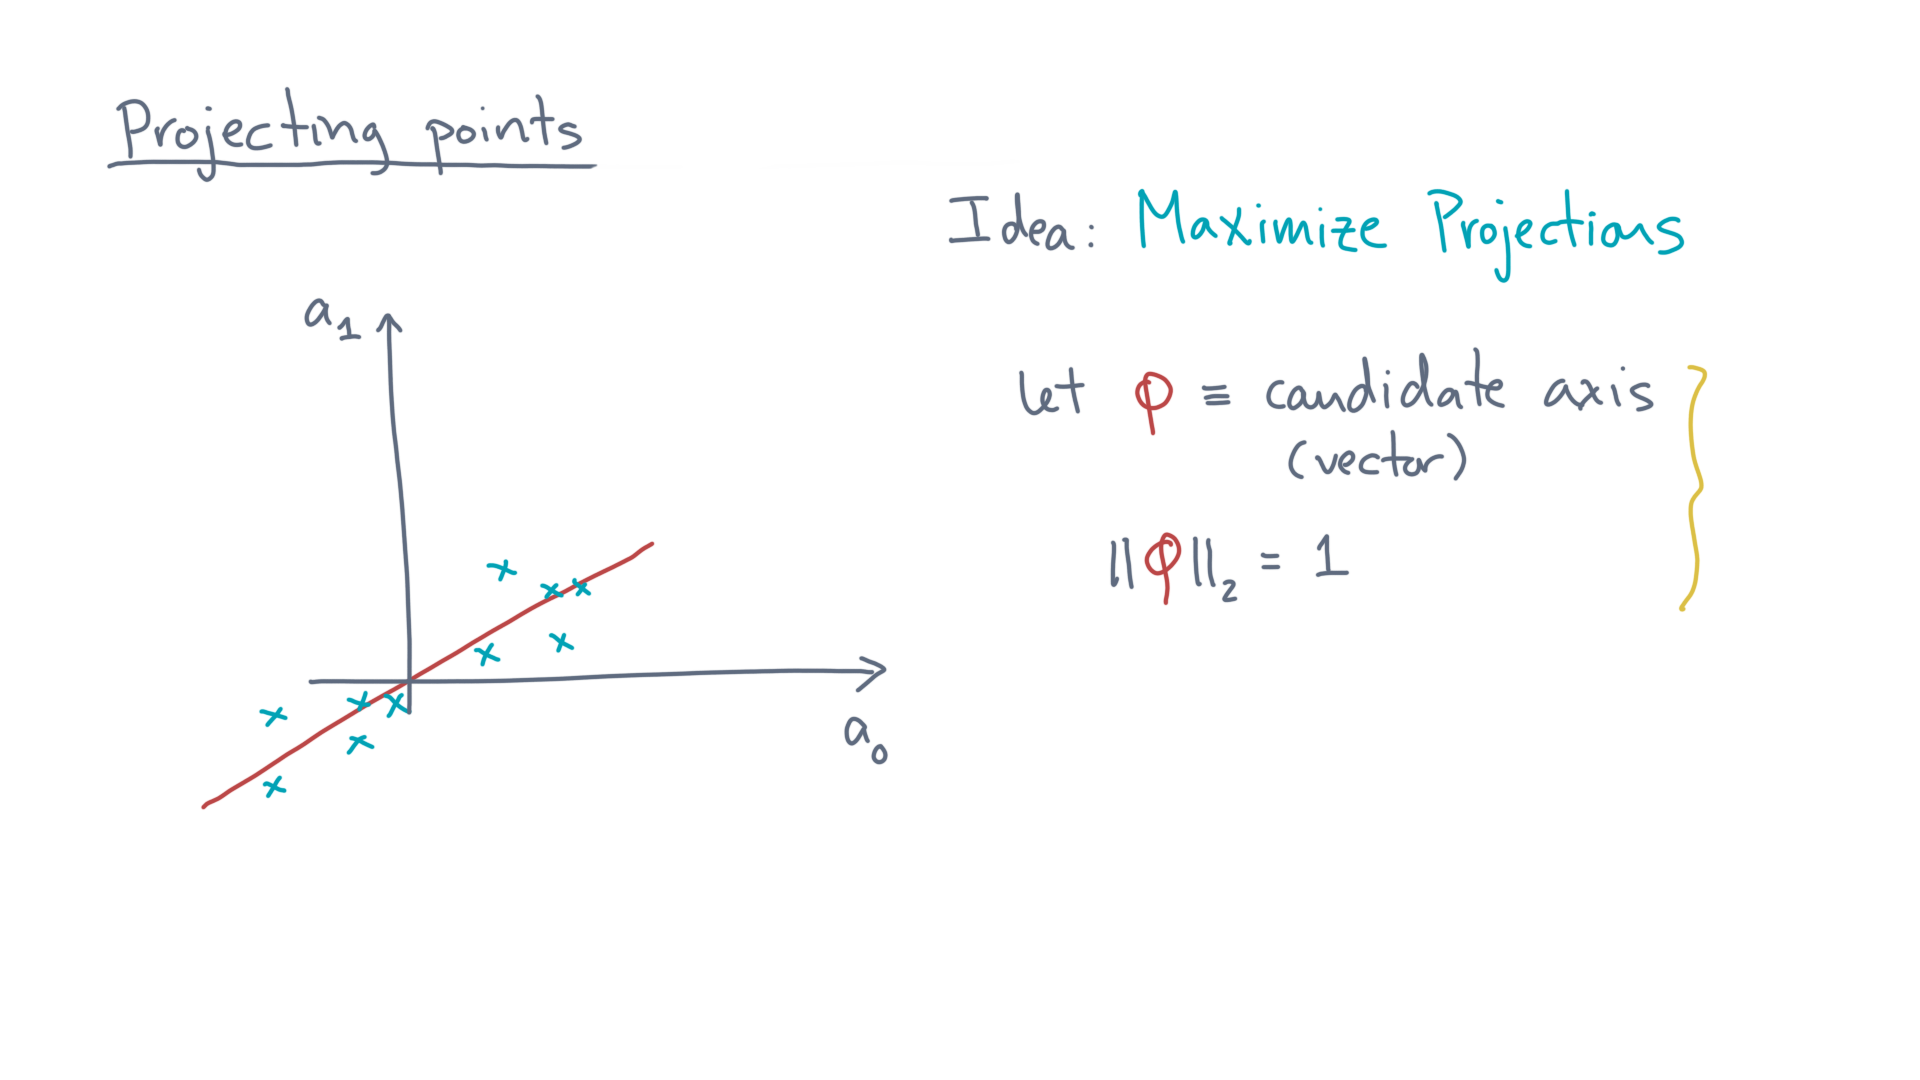 Projecting points
Idea: Maximize Projections
let φ ≡ candidate axis
(vector)
||φ||₂ = 1
a₁
a₀